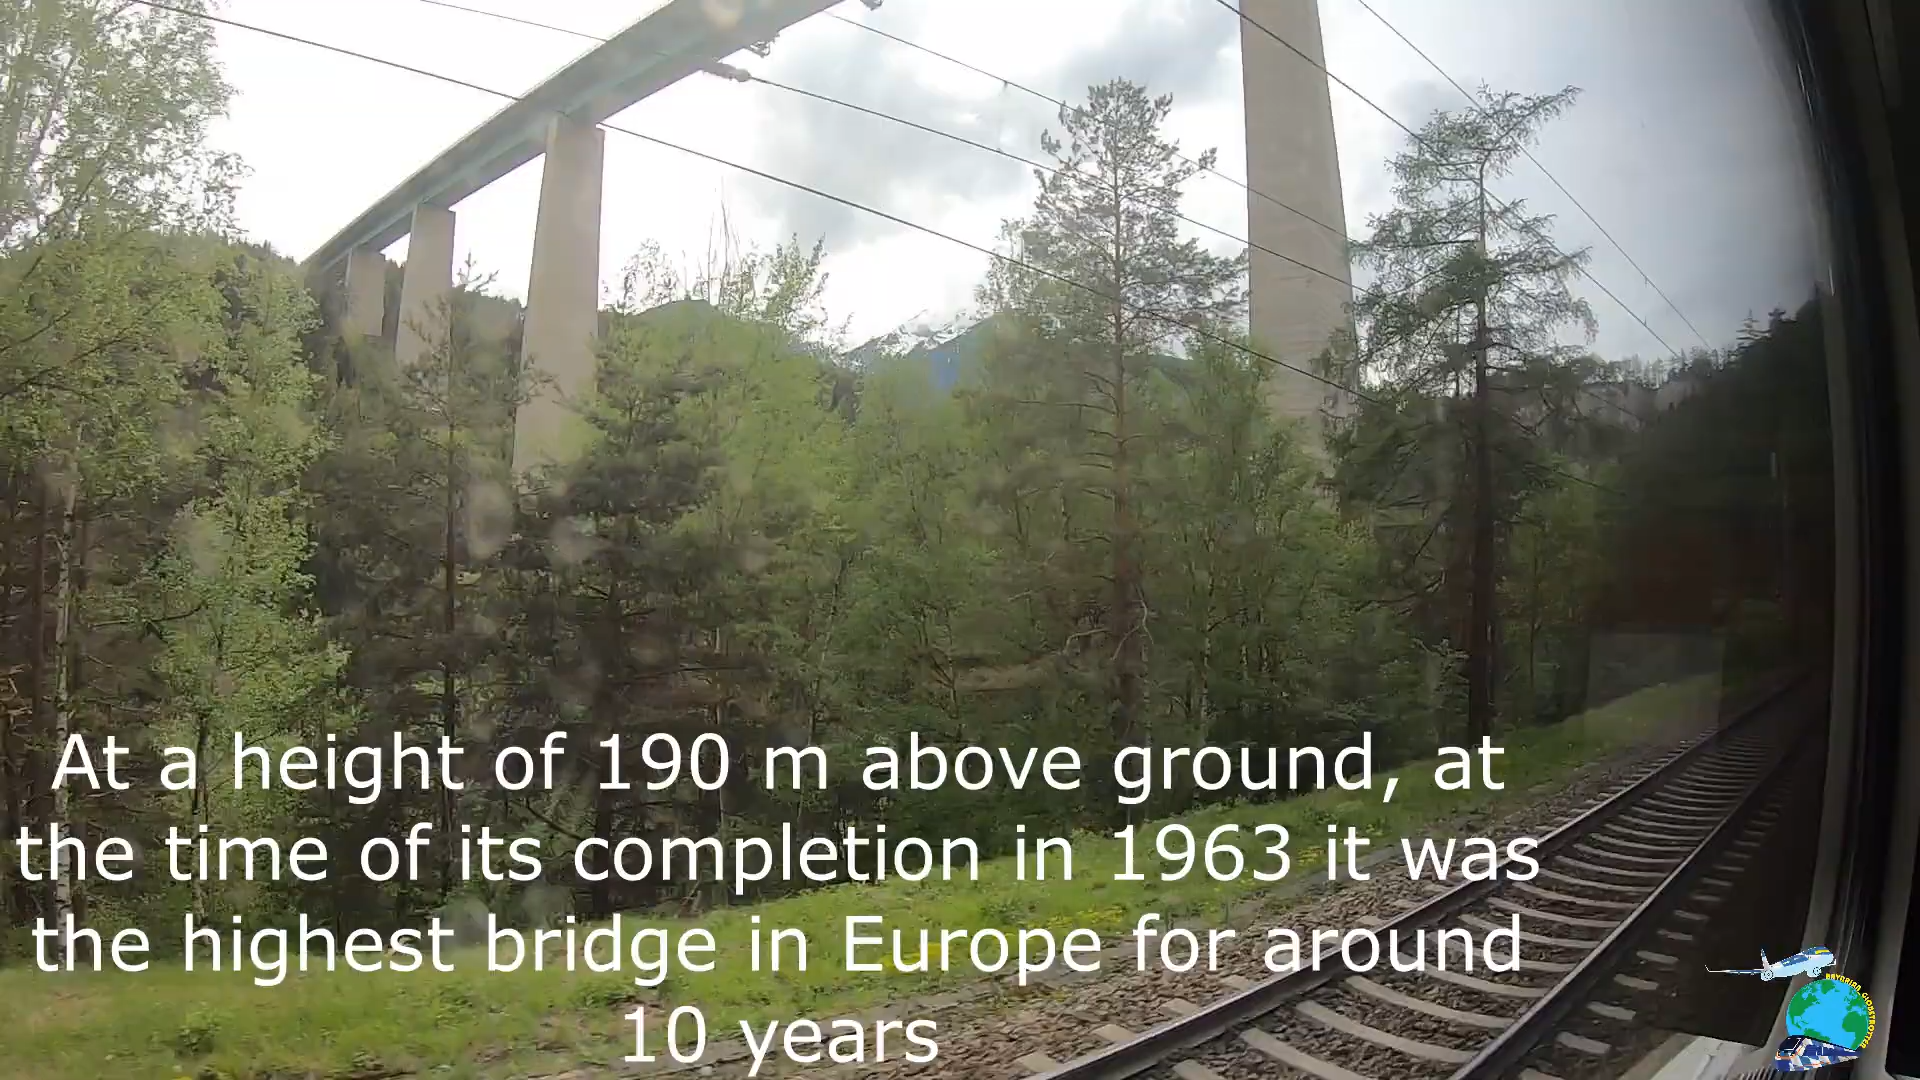 At a height of 190 m above ground, at
the time of its completion in 1963 it was
the highest bridge in Europe for around
10 years
BAVARIAN_GLOBETROTTER